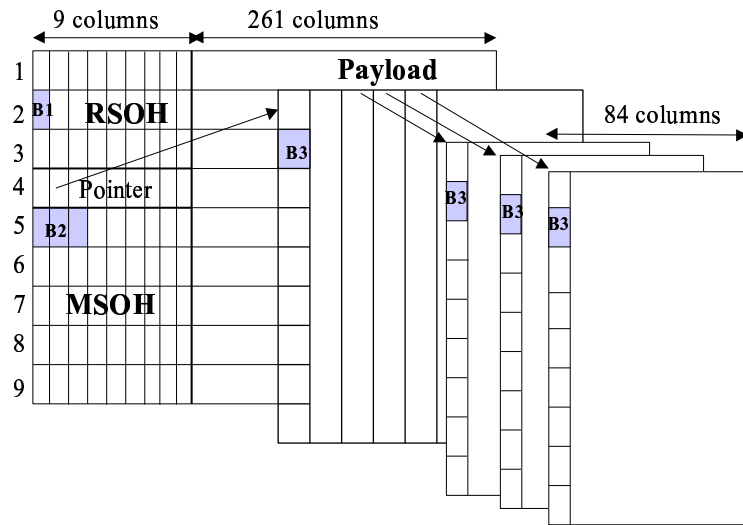 9 columns
261 columns
1
Payload
2
B1
RSOH
84 columns
3
B3
4
Pointer
B3
B3
B3
5
B2
6
7
MSOH
8
9